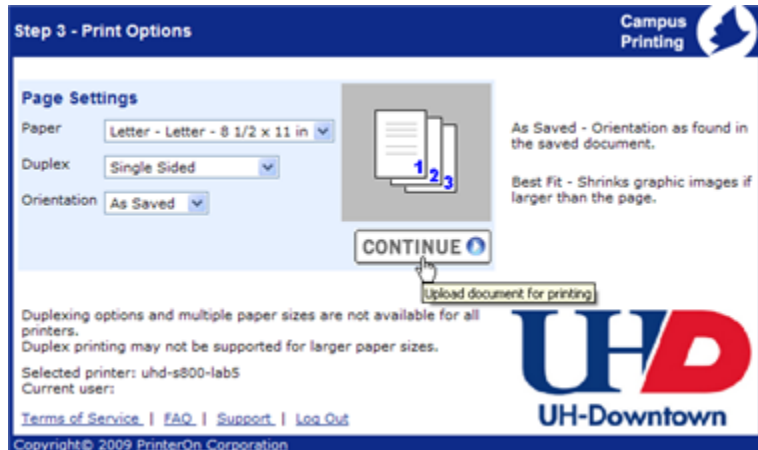 Step 3 - Print Options
Campus
Printing
Page Settings
Paper
Letter - Letter - 8 1/2 x 11 in
Duplex
Single Sided
Orientation
As Saved
1
2
3
CONTINUE
Upload document for printing
As Saved - Orientation as found in
the saved document.
Best Fit - Shrinks graphic images if
larger than the page.
Duplexing options and multiple paper sizes are not available for all
printers.
Duplex printing may not be supported for larger paper sizes.
Selected printer: uhd-s800-lab5
Current user:
Terms of Service | FAQ | Support | Log Out
UHD
UH-Downtown
Copyright© 2009 PrinterOn Corporation